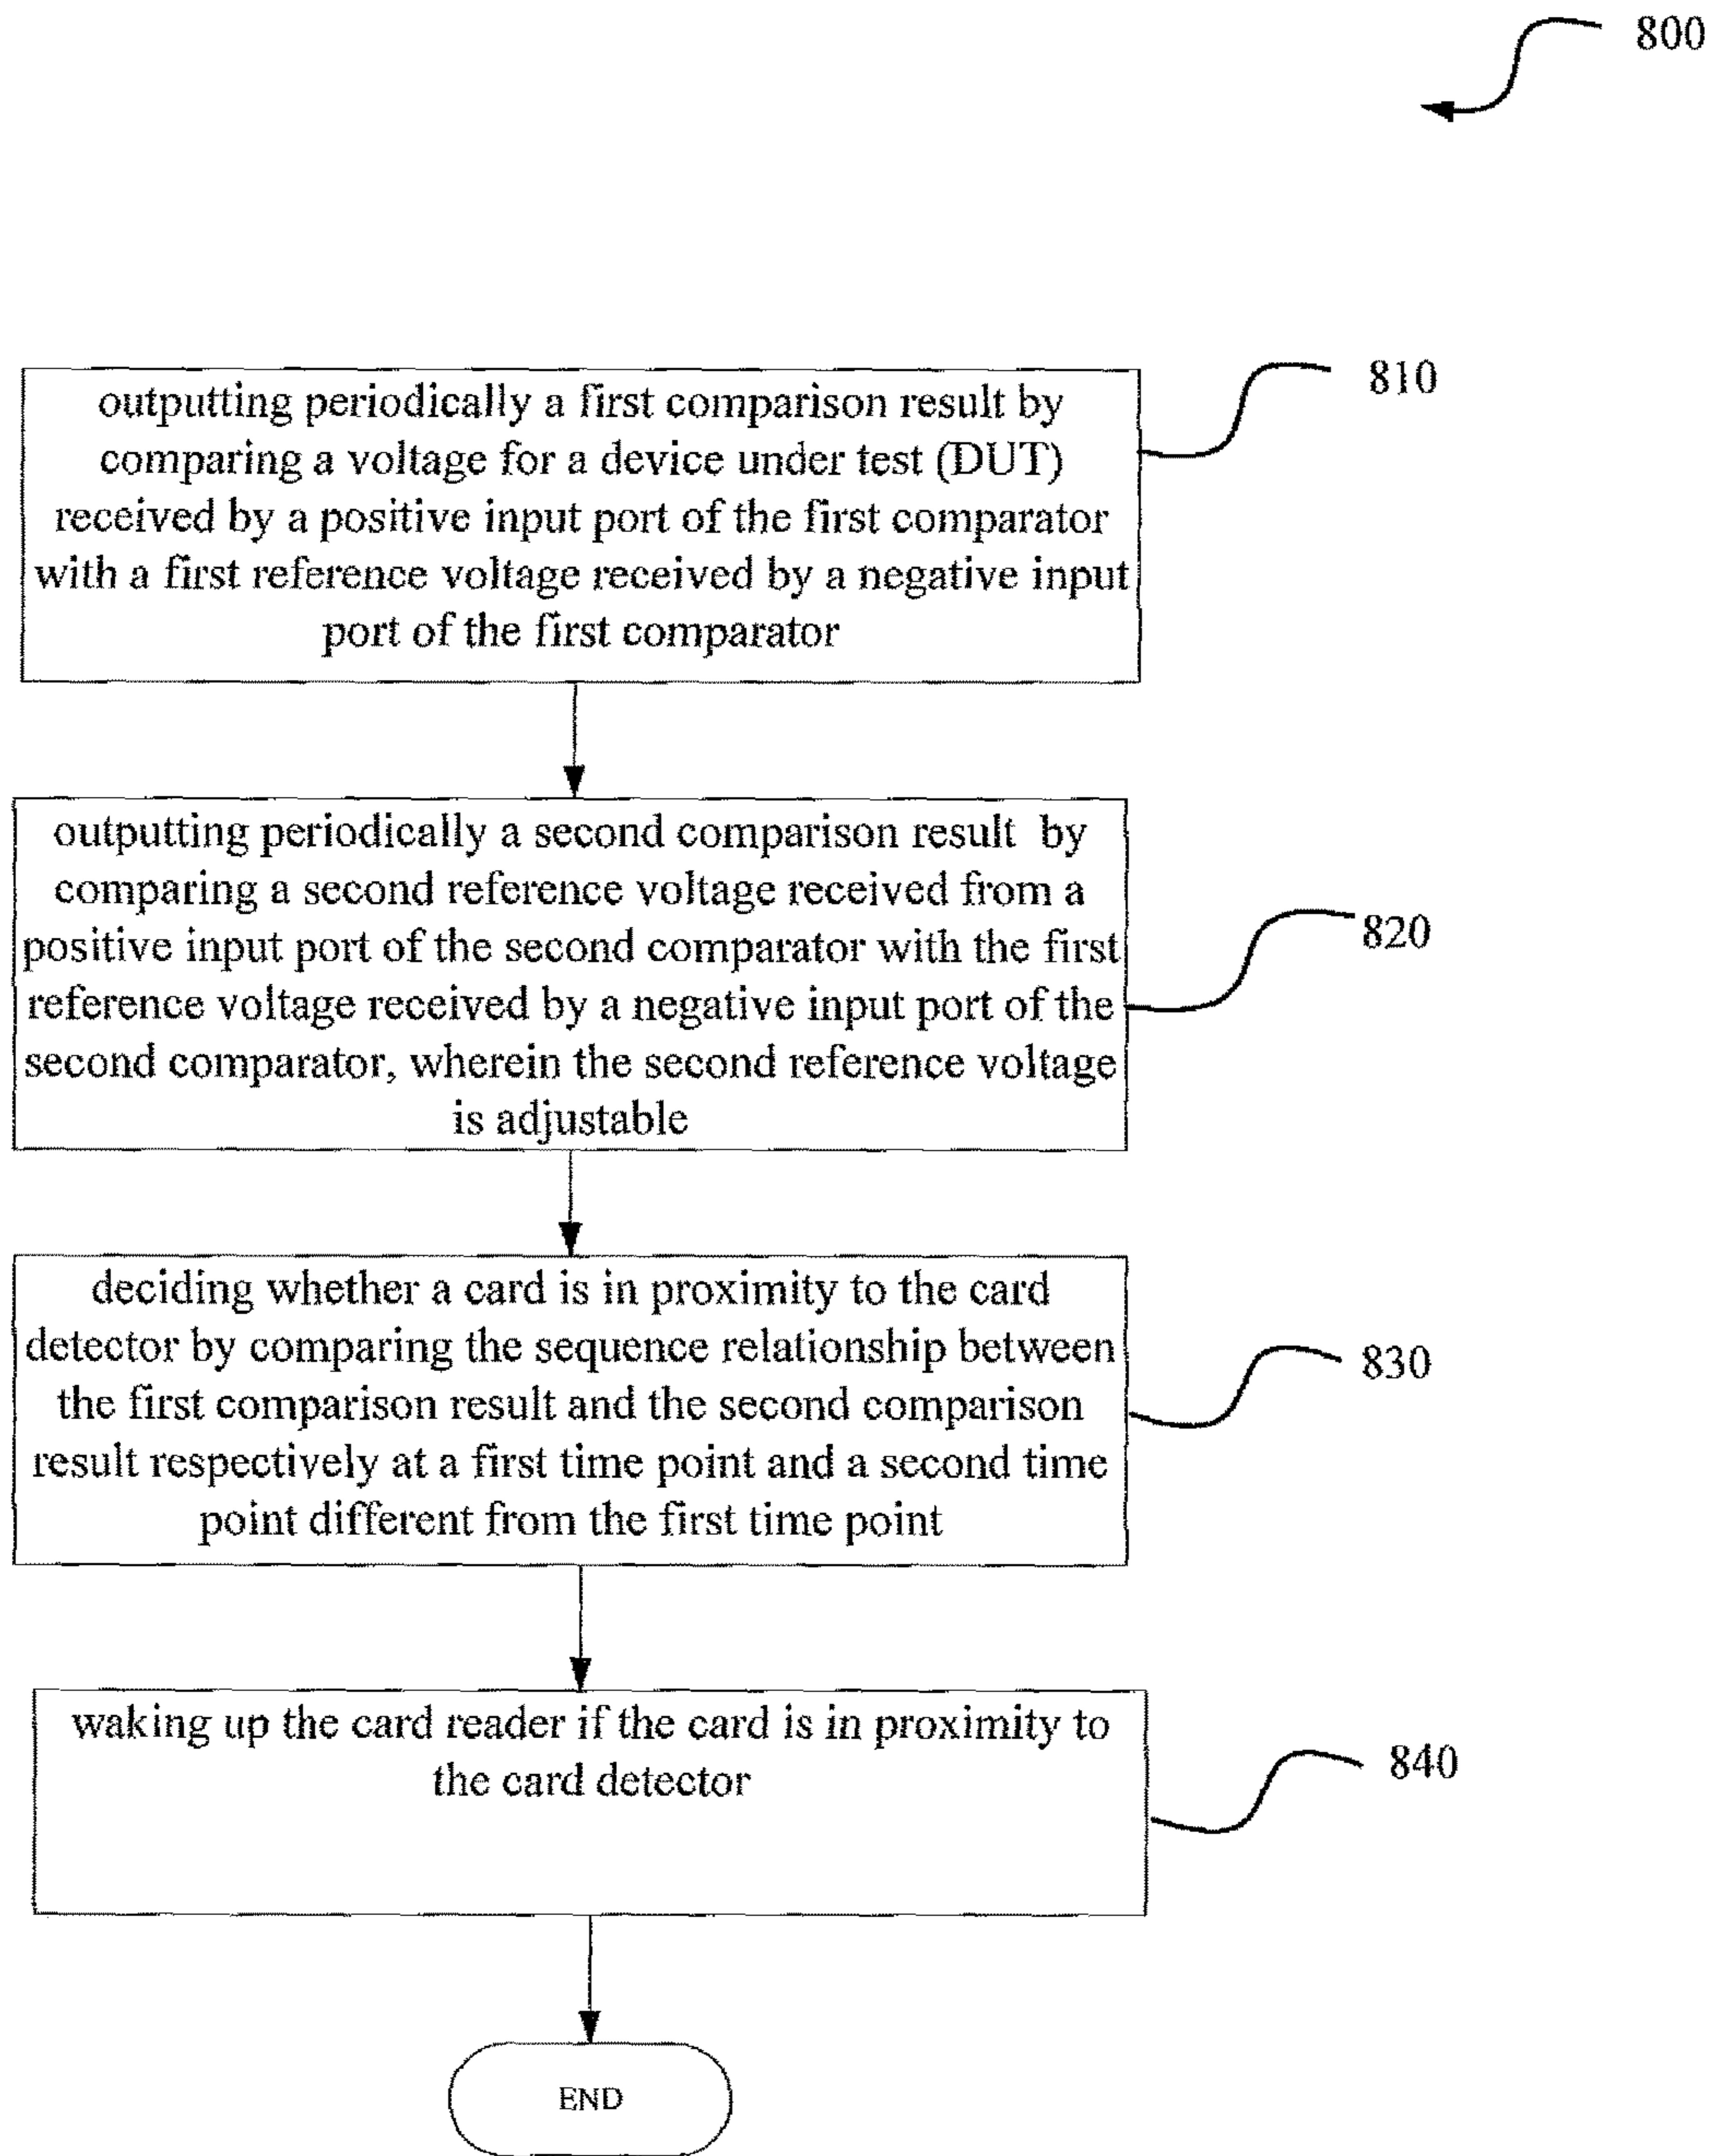 800
outputting periodically a first comparison result by
comparing a voltage for a device under test (DUT)
received by a positive input port of the first comparator
with a first reference voltage received by a negative input
port of the first comparator
810
outputting periodically a second comparison result by
comparing a second reference voltage received from a
positive input port of the second comparator with the first
reference voltage received by a negative input port of the
second comparator, wherein the second reference voltage
is adjustable
820
deciding whether a card is in proximity to the card
detector by comparing the sequence relationship between
the first comparison result and the second comparison
result respectively at a first time point and a second time
point different from the first time point
830
waking up the card reader if the card is in proximity to
the card detector
840
END